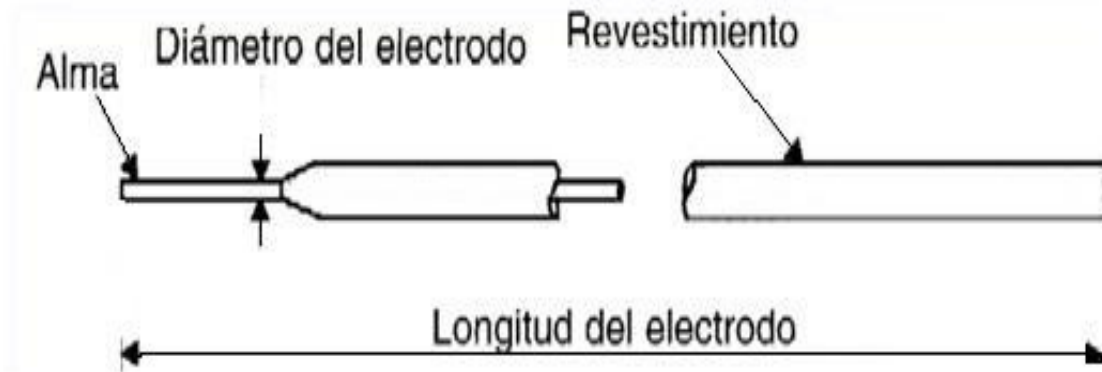 Alma
Diámetro del electrodo
Revestimiento
Longitud del electrodo